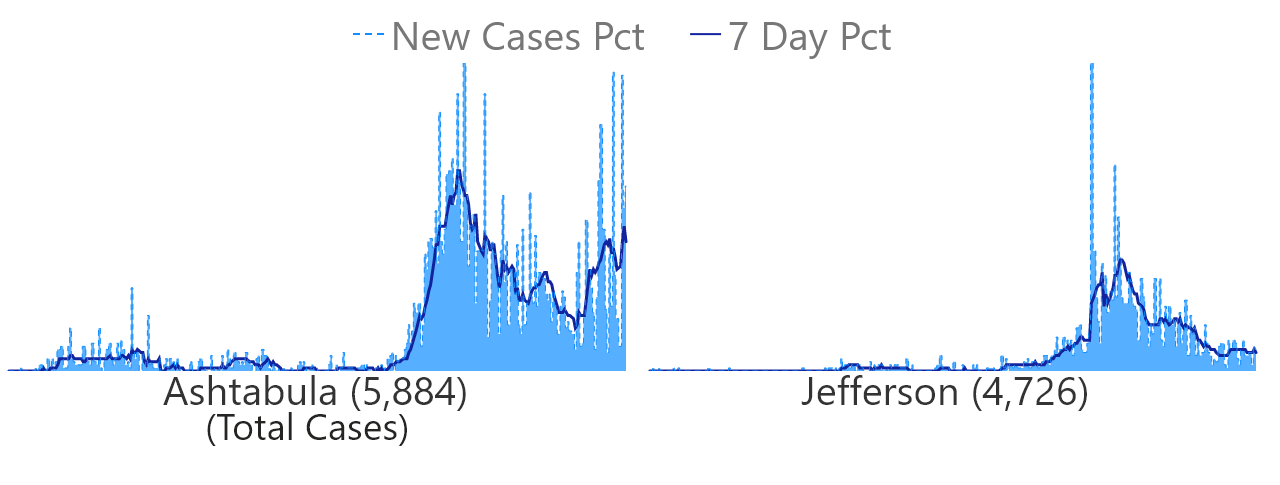 New Cases Pct 7 Day Pct
Ashtabula (5,884)
(Total Cases)
Jefferson (4,726)